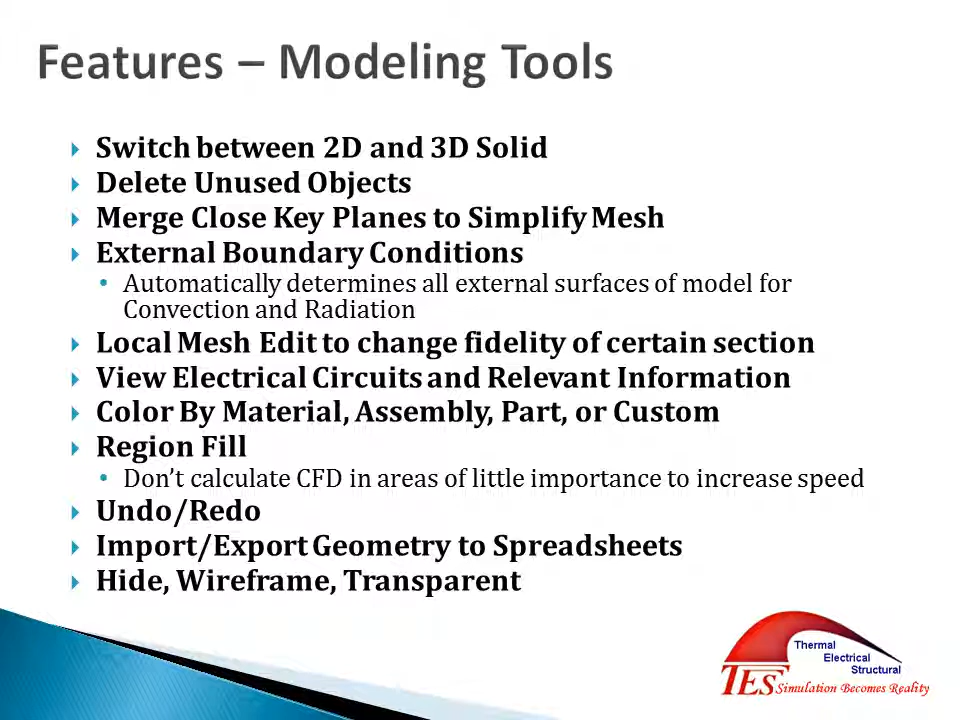 Features – Modeling Tools
Switch between 2D and 3D Solid
Delete Unused Objects
Merge Close Key Planes to Simplify Mesh
External Boundary Conditions
Automatically determines all external surfaces of model for
Convection and Radiation
Local Mesh Edit to change fidelity of certain section
View Electrical Circuits and Relevant Information
Color By Material, Assembly, Part, or Custom
Region Fill
Don’t calculate CFD in areas of little importance to increase speed
Undo/Redo
Import/Export Geometry to Spreadsheets
Hide, Wireframe, Transparent
Thermal
Electrical
Structural
TES Simulation Becomes Reality